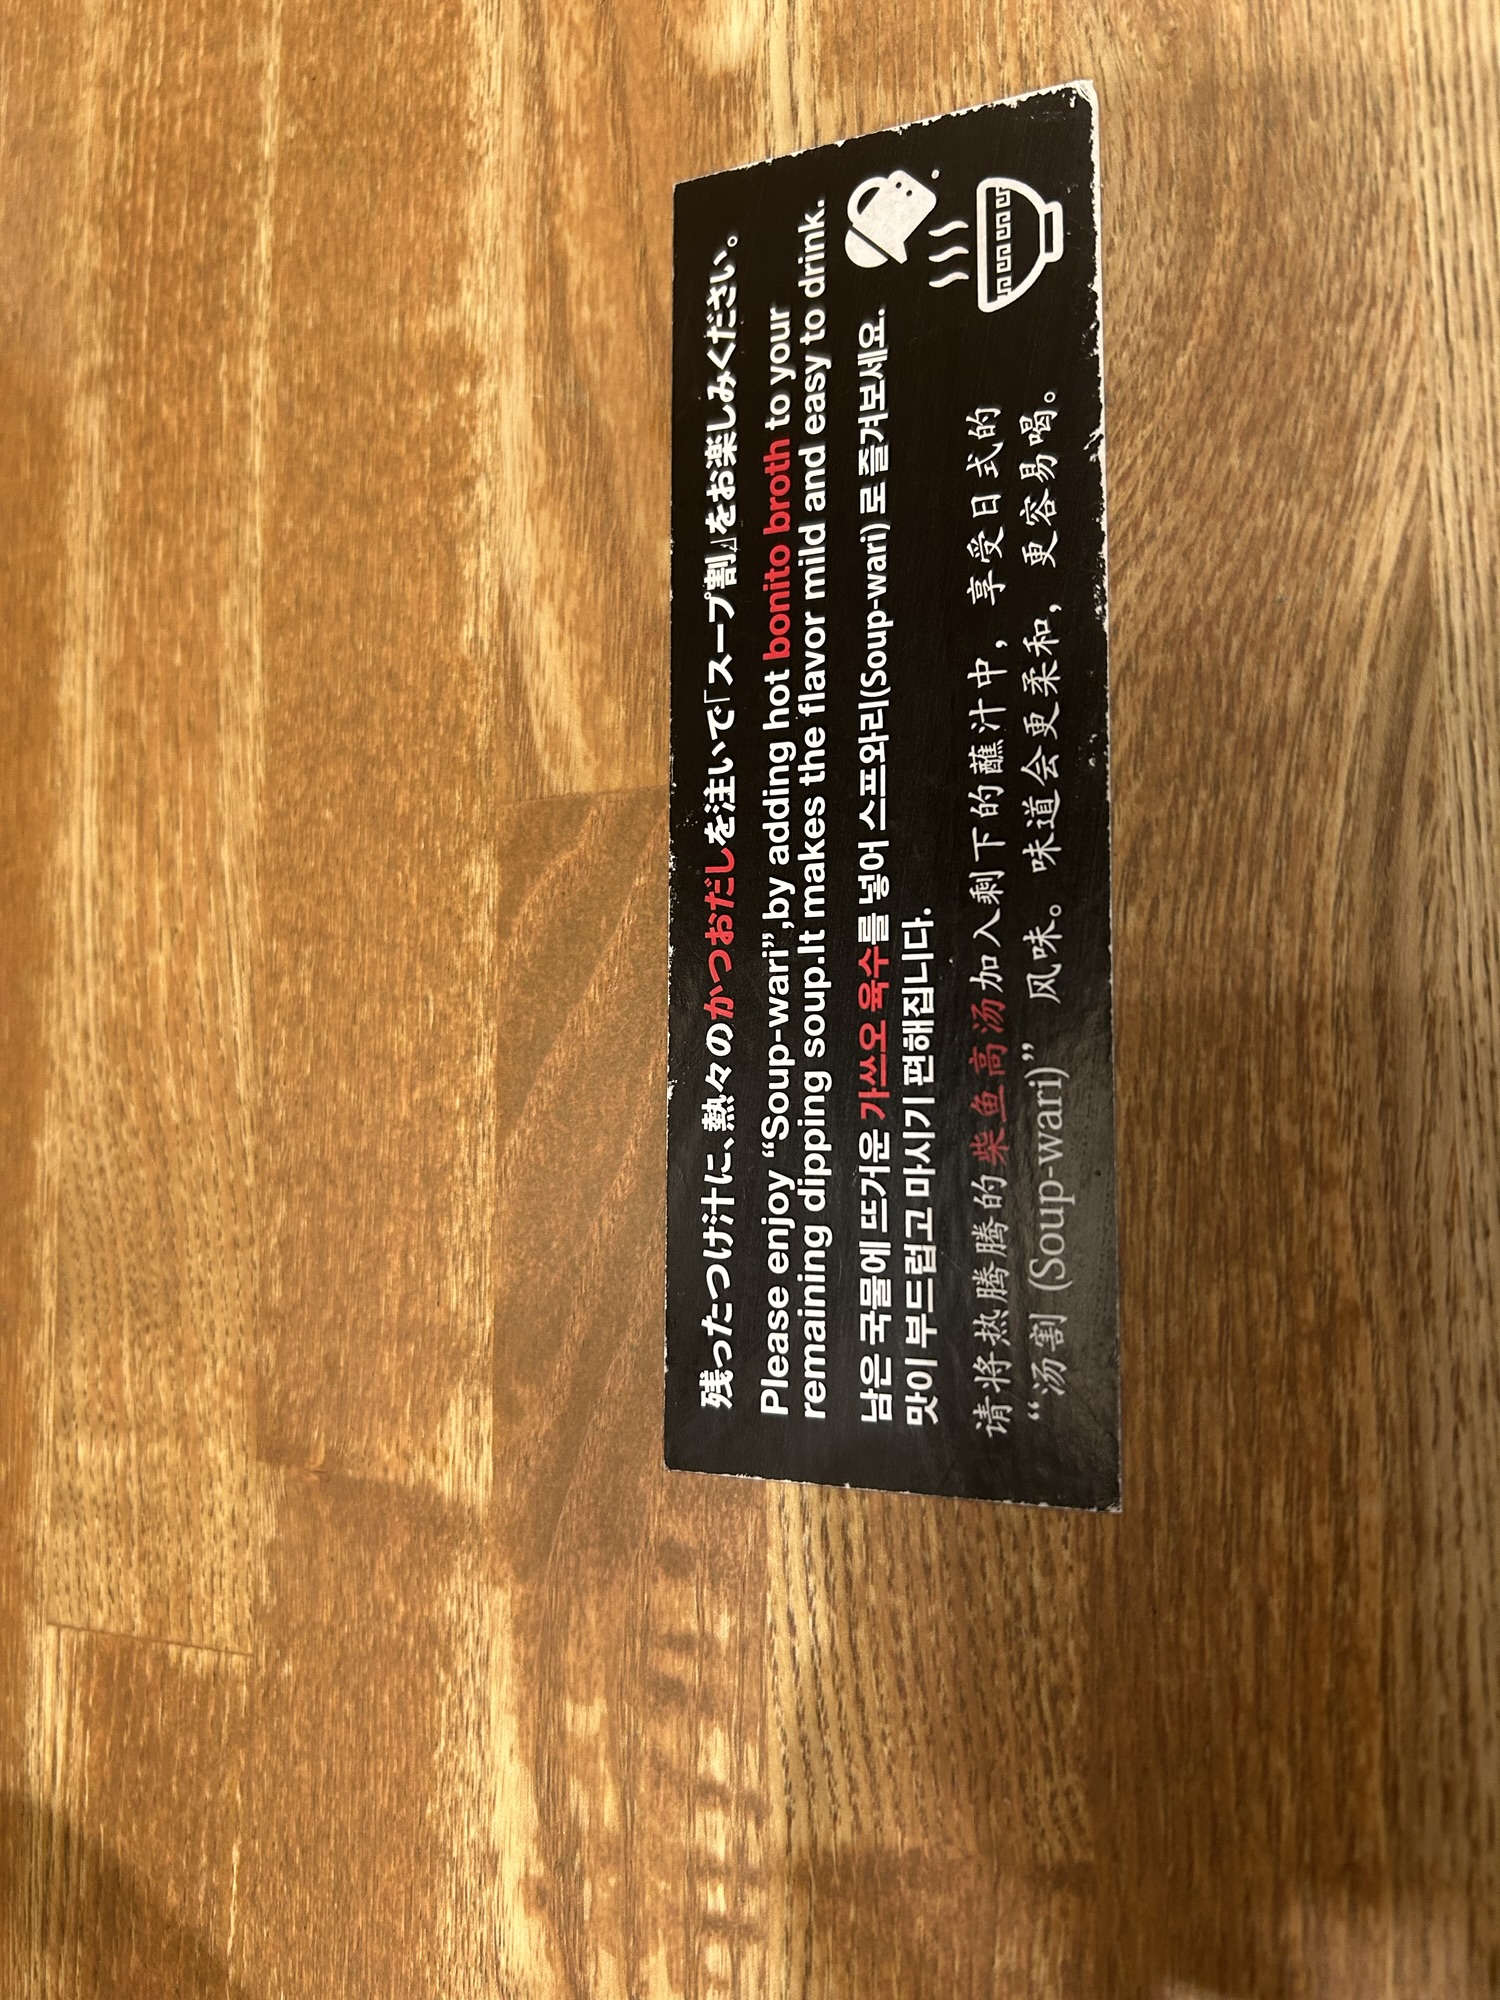 残ったつけ汁に、熱々のかつおだしを注いで「スープ割」をお楽しみください。
Please enjoy “Soup-wari”,by adding hot bonito broth to your
remaining dipping soup.It makes the flavor mild and easy to drink.
남은 국물에 뜨거운 가쓰오 육수를 넣어 스프와리(Soup-wari) 로 즐겨보세요.
맛이 부드럽고 마시기 편해집니다.
请将热腾腾的柴鱼高汤加入剩下的蘸汁中，享受日式的
“汤割 (Soup-wari)” 风味。味道会更柔和，更容易喝。